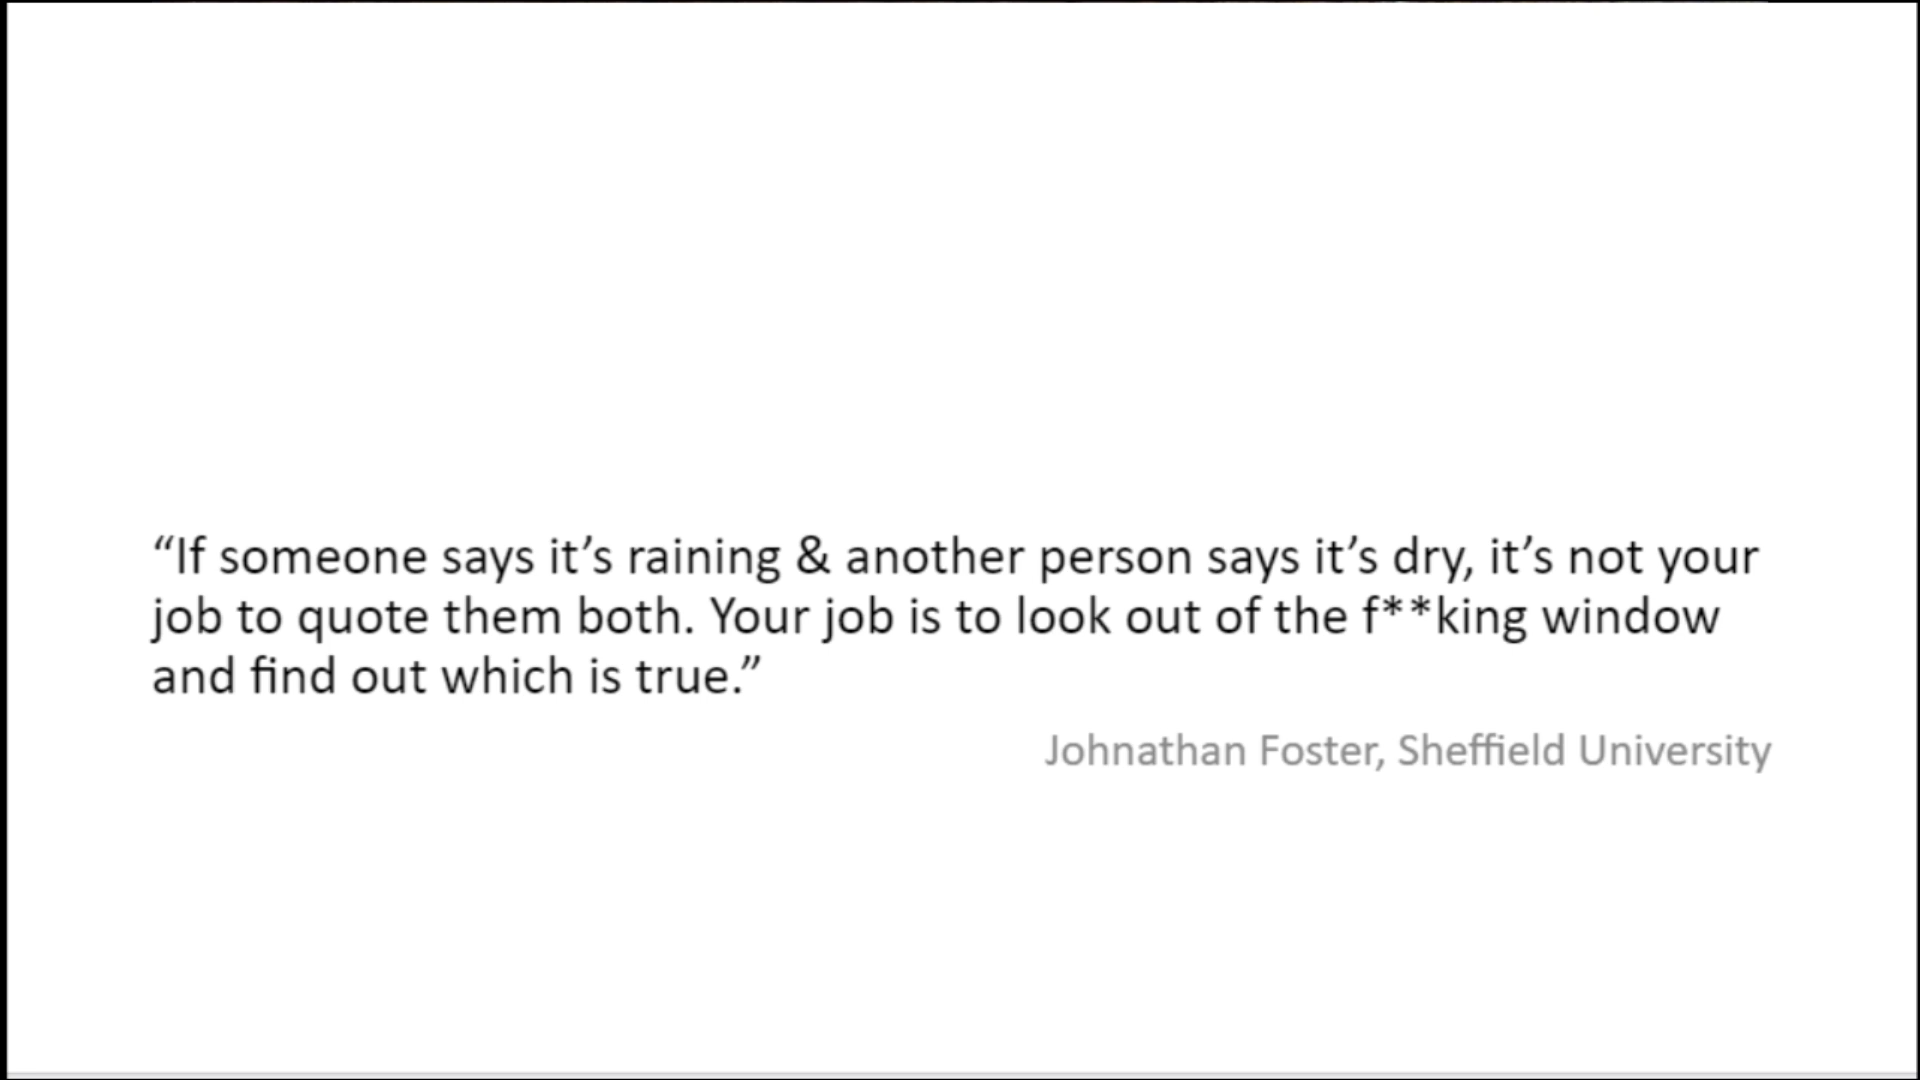 “If someone says it’s raining & another person says it’s dry, it’s not your
job to quote them both. Your job is to look out of the f**king window
and find out which is true.”
Johnathan Foster, Sheffield University